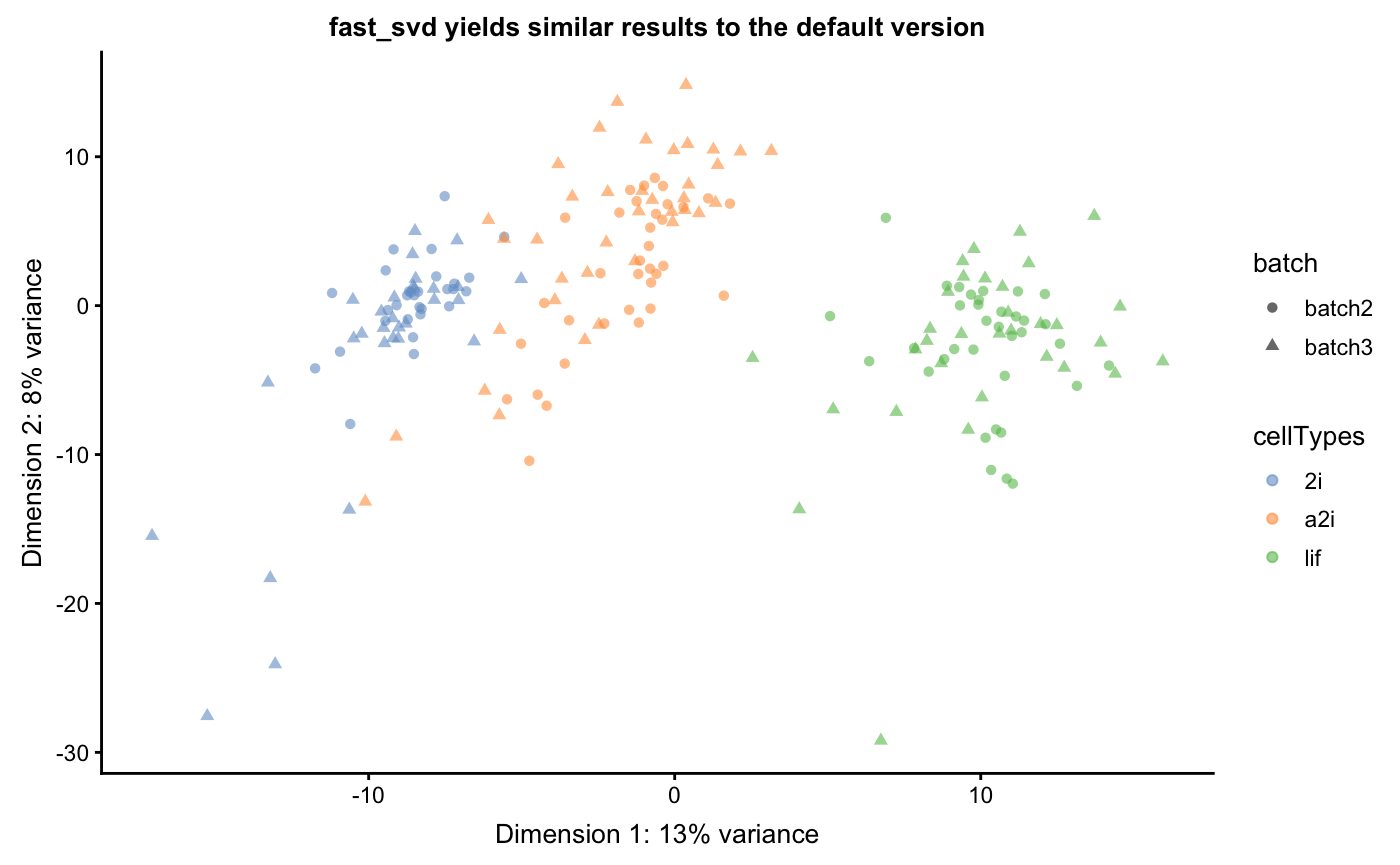 fast_svd yields similar results to the default version
10
0
-10
-20
-30
Dimension 2: 8% variance
-10
0
10
Dimension 1: 13% variance
batch
batch2
batch3
cellTypes
2i
a2i
lif